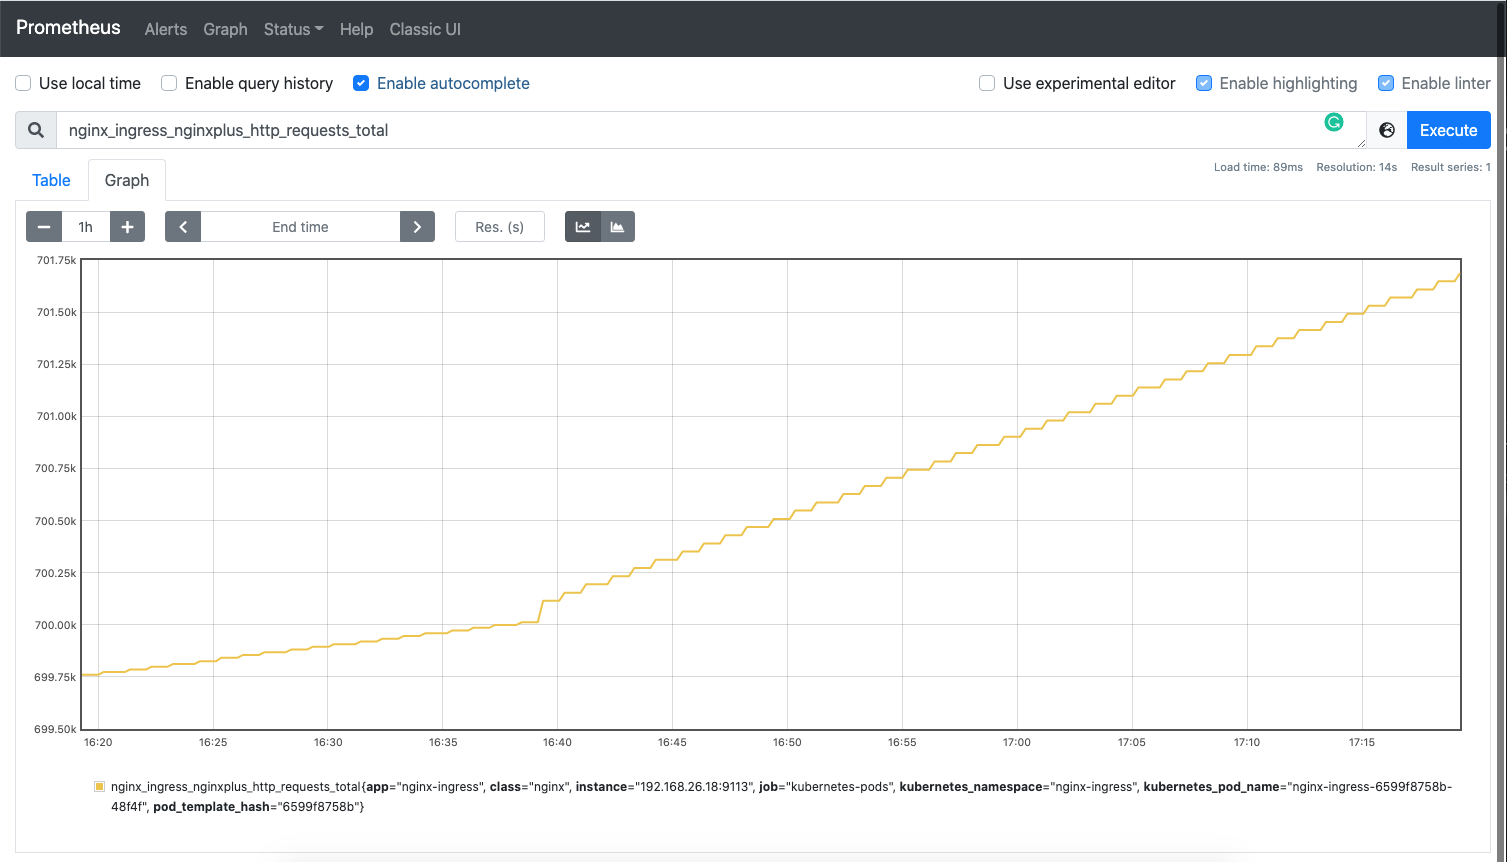 Prometheus Alerts Graph Status Help Classic UI
Use local time Enable query history Enable autocomplete Use experimental editor Enable highlighting Enable linter
nginx_ingress_nginxplus_http_requests_total Execute
Load time: 89ms Resolution: 14s Result series: 1
Table Graph
1h End time Res. (s)
701.75k
701.50k
701.25k
701.00k
700.75k
700.50k
700.25k
700.00k
699.75k
699.50k
16:20 16:25 16:30 16:35 16:40 16:45 16:50 16:55 17:00 17:05 17:10 17:15
nginx_ingress_nginxplus_http_requests_total{app="nginx-ingress", class="nginx", instance="192.168.26.18:9113", job="kubernetes-pods", kubernetes_namespace="nginx-ingress", kubernetes_pod_name="nginx-ingress-6599f8758b-
48f4f", pod_template_hash="6599f8758b"}